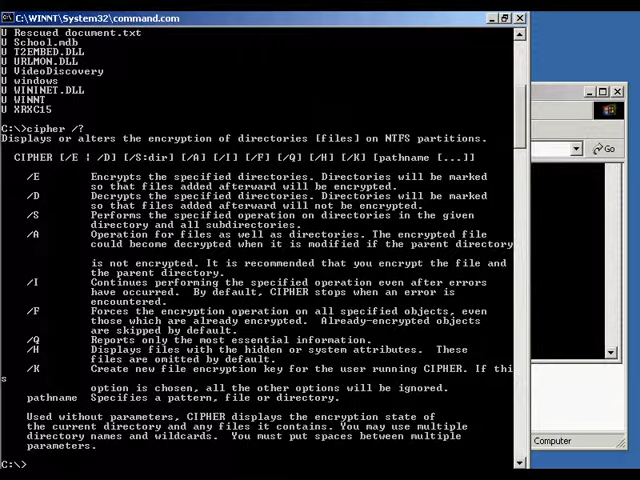 C:\WINNT\System32\command.com
U Rescued document.txt
U School.mdb
U T2EMBED.DLL
U URLMON.DLL
U VideoDiscovery
U windows
U WININET.DLL
U WINNT
U XRXC15
C:\>cipher /?
Displays or alters the encryption of directories [files] on NTFS partitions.
CIPHER [/E | /D] [/S:dir] [/A] [/I] [/F] [/Q] [/H] [/K] [pathname [...]]
/E Encrypts the specified directories. Directories will be marked
so that files added afterward will be encrypted.
/D Decrypts the specified directories. Directories will be marked
so that files added afterward will not be encrypted.
/S Performs the specified operation on directories in the given
directory and all subdirectories.
/A Operation for files as well as directories. The encrypted file
could become decrypted when it is modified if the parent directory
is not encrypted. It is recommended that you encrypt the file and
the parent directory.
/I Continues performing the specified operation even after errors
have occurred. By default, CIPHER stops when an error is
encountered.
/F Forces the encryption operation on all specified objects, even
those which are already encrypted. Already-encrypted objects
are skipped by default.
/Q Reports only the most essential information.
/H Displays files with the hidden or system attributes. These
files are omitted by default.
/K Create new file encryption key for the user running CIPHER. If thi
s
option is chosen, all the other options will be ignored.
pathname Specifies a pattern, file or directory.
Used without parameters, CIPHER displays the encryption state of
the current directory and any files it contains. You may use multiple
directory names and wildcards. You must put spaces between multiple
parameters.
C:\>
Go
Computer